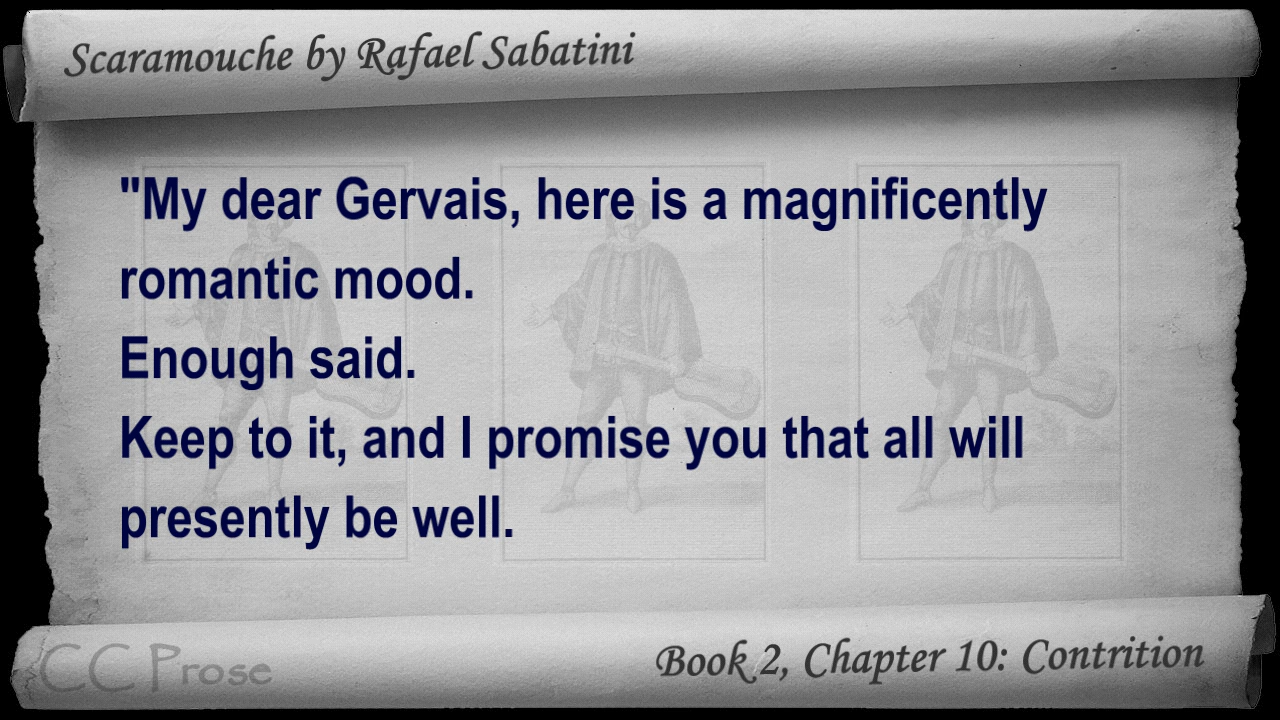 Scaramouche by Rafael Sabatini
"My dear Gervais, here is a magnificently
romantic mood.
Enough said.
Keep to it, and I promise you that all will
presently be well.
CC Prose
Book 2, Chapter 10: Contrition